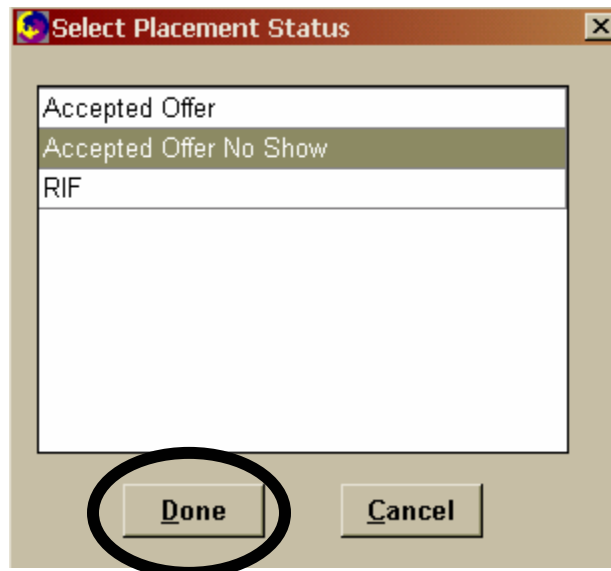 Select Placement Status
Accepted Offer
Accepted Offer No Show
RIF
Done Cancel